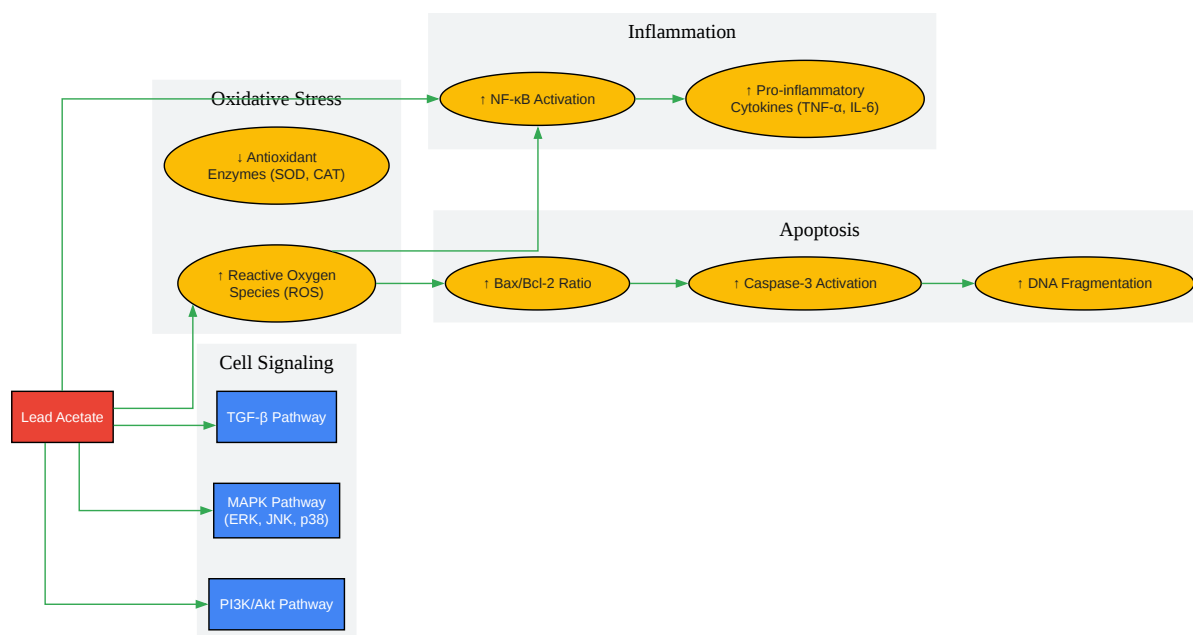 Inflammation
↑ NF-κB Activation
↑ Pro-inflammatory
Cytokines (TNF-α, IL-6)
Oxidative Stress
↓ Antioxidant
Enzymes (SOD, CAT)
↑ Reactive Oxygen
Species (ROS)
Apoptosis
↑ Bax/Bcl-2 Ratio
↑ Caspase-3 Activation
↑ DNA Fragmentation
Cell Signaling
Lead Acetate
TGF-β Pathway
MAPK Pathway
(ERK, JNK, p38)
PI3K/Akt Pathway